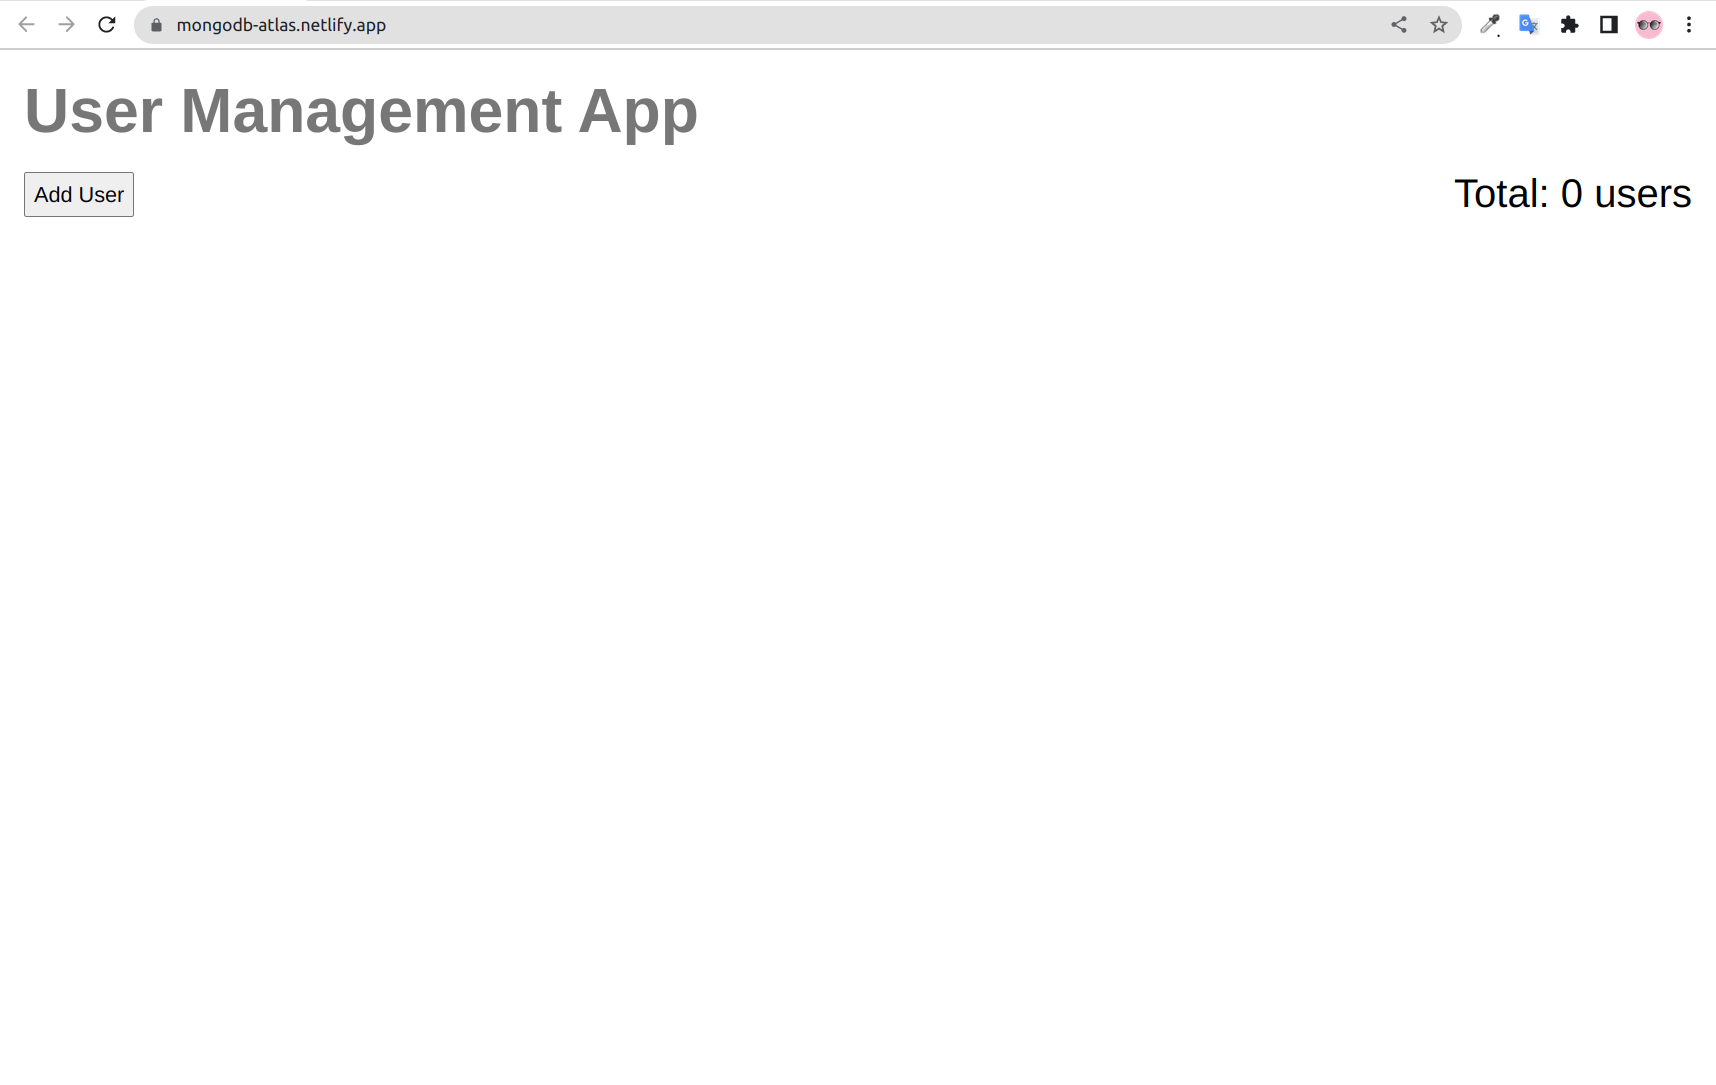 mongodb-atlas.netlify.app
User Management App
Add User
Total: 0 users